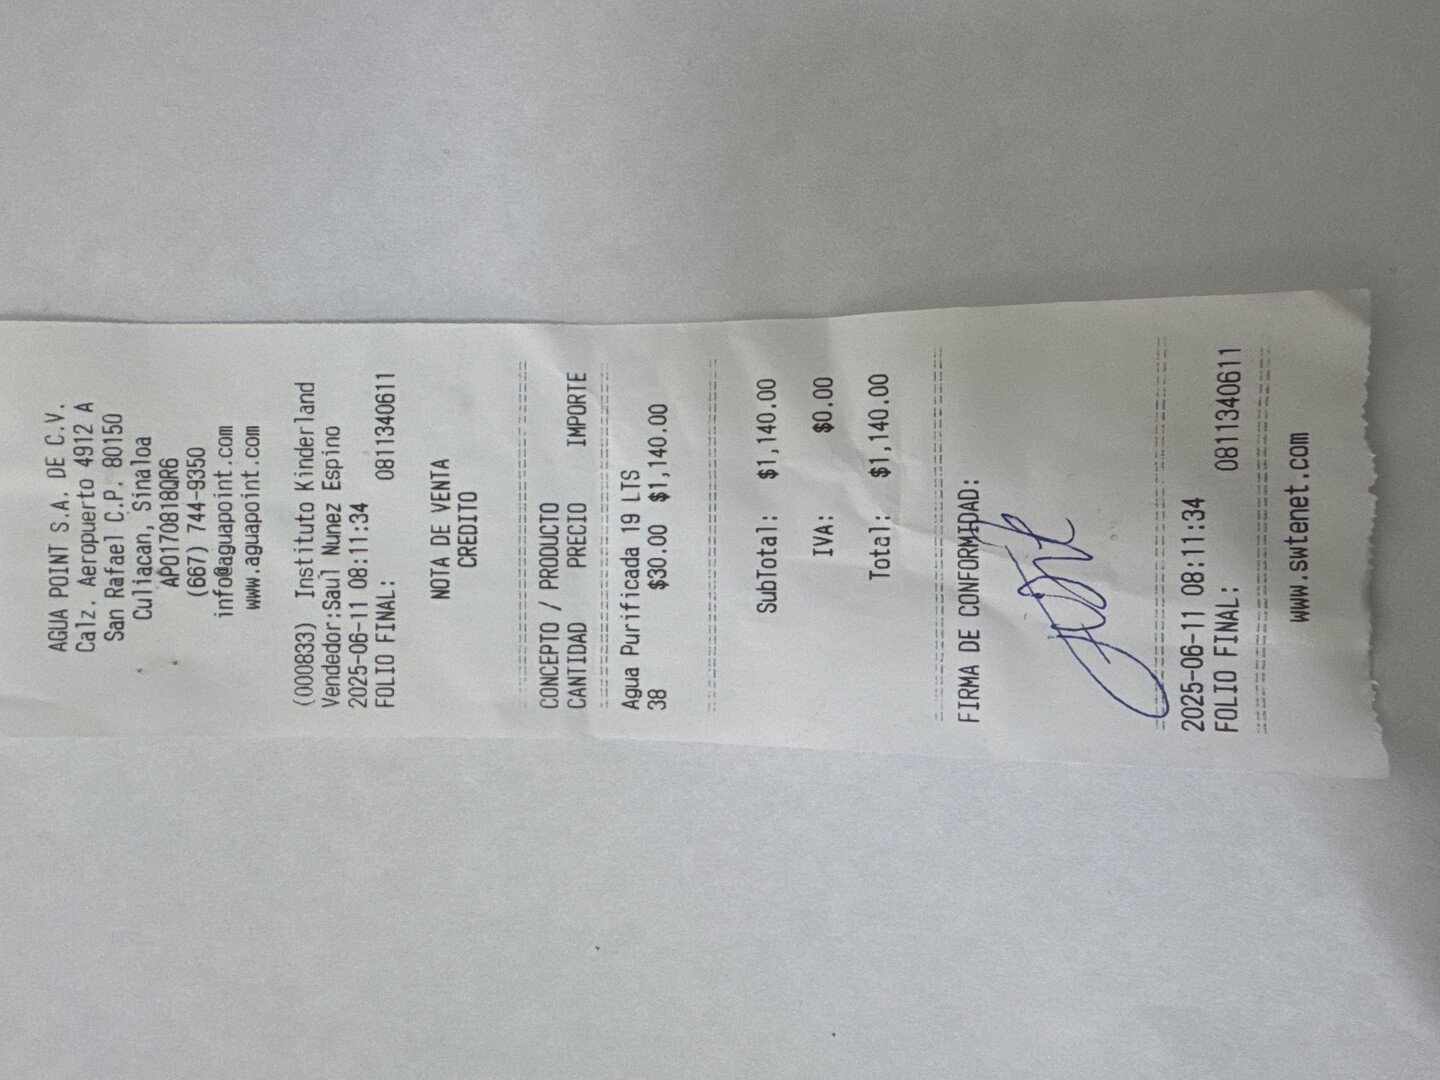 AGUA POINT S.A. DE C.V.
Calz. Aeropuerto 4912 A
San Rafael C.P. 80150
Culiacan, Sinaloa
APO170818QR6
(667) 744-9350
info@aguapoint.com
www.aguapoint.com
(000833) Instituto Kinderland
Vendedor:Saul Nunez Espino
2025-06-11 08:11:34
FOLIO FINAL: 0811340611
NOTA DE VENTA
CREDITO
CONCEPTO / PRODUCTO
CANTIDAD PRECIO IMPORTE
Agua Purificada 19 LTS
38 $30.00 $1,140.00
SubTotal: $1,140.00
IVA: $0.00
Total: $1,140.00
FIRMA DE CONFORMIDAD:
2025-06-11 08:11:34
FOLIO FINAL: 0811340611
www.swtenet.com